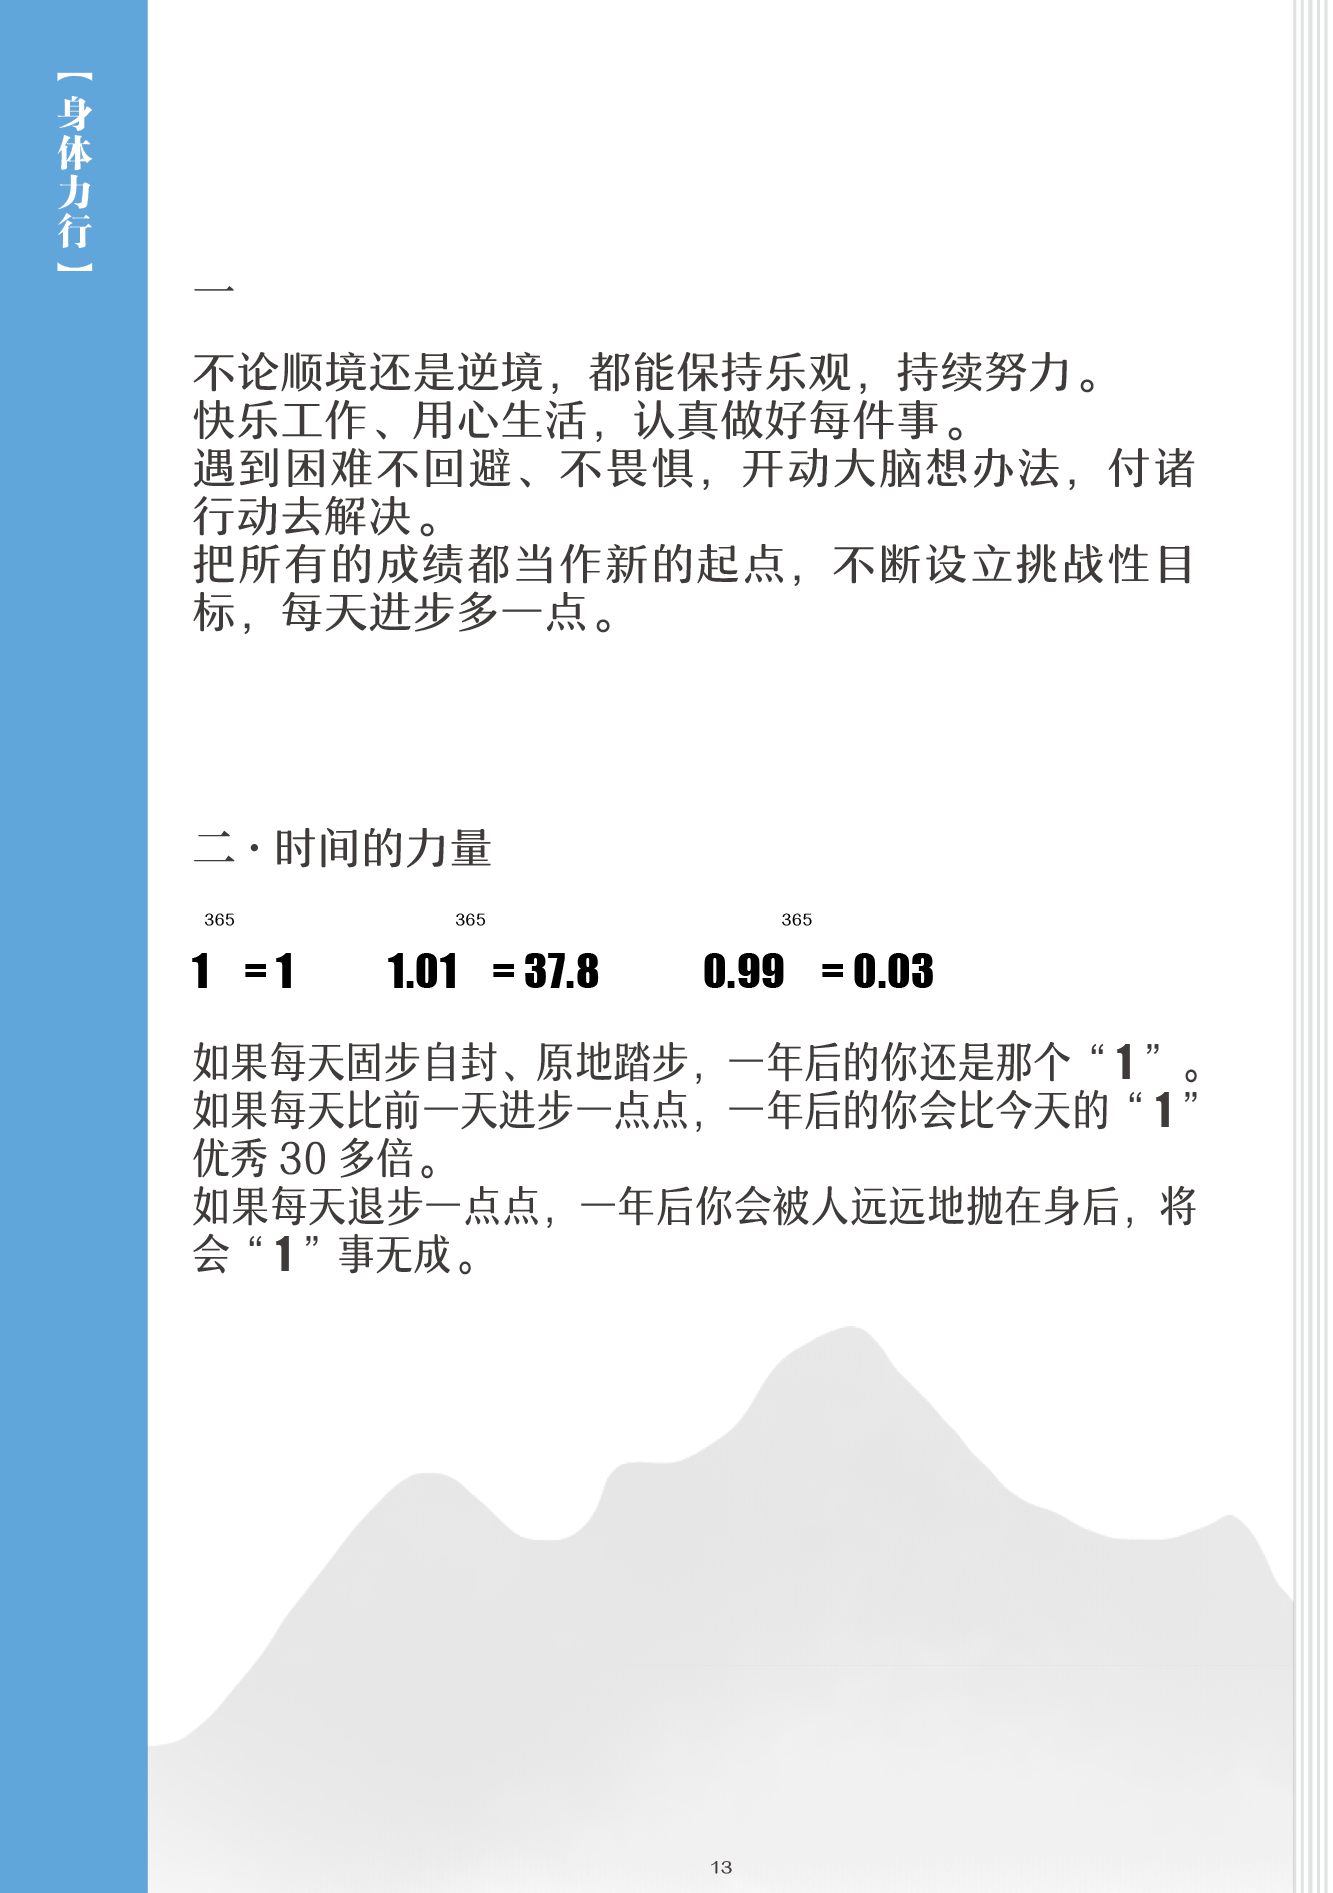 【身体力行】
一
不论顺境还是逆境，都能保持乐观，持续努力。
快乐工作、用心生活，认真做好每件事。
遇到困难不回避、不畏惧，开动大脑想办法，付诸
行动去解决。
把所有的成绩都当作新的起点，不断设立挑战性目
标，每天进步多一点。
二·时间的力量
365 365 365
1 = 1 1.01 = 37.8 0.99 = 0.03
如果每天固步自封、原地踏步，一年后的你还是那个“1”。
如果每天比前一天进步一点点，一年后的你会比今天的“1”
优秀 30 多倍。
如果每天退步一点点，一年后你会被人远远地抛在身后，将
会“1”事无成。
13